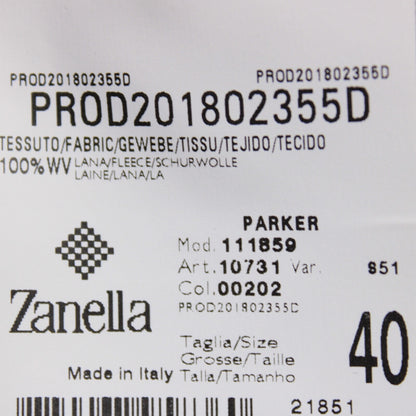 PROD201802355D PROD201802355D
PROD201802355D
TESSUTO/FABRIC/GEWEBE/TISSU/TEJIDO/TECIDO
100%WV LANA/FLEECE/SCHURWOLLE
LAINE/LANA/LA
PARKER
Mod. 111859
Art. 10731 Var. S51
Col. 00202
PROD201802355D
Zanella
Taglia/Size
Grosse/Taille
Talla/Tamanho
40
Made in Italy
21851